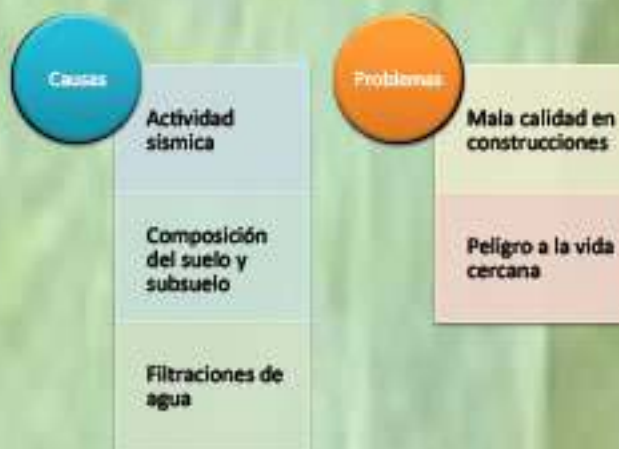 Causas
Actividad
sísmica
Composición
del suelo y
subsuelo
Filtraciones de
agua
Problemas
Mala calidad en
construcciones
Peligro a la vida
cercana